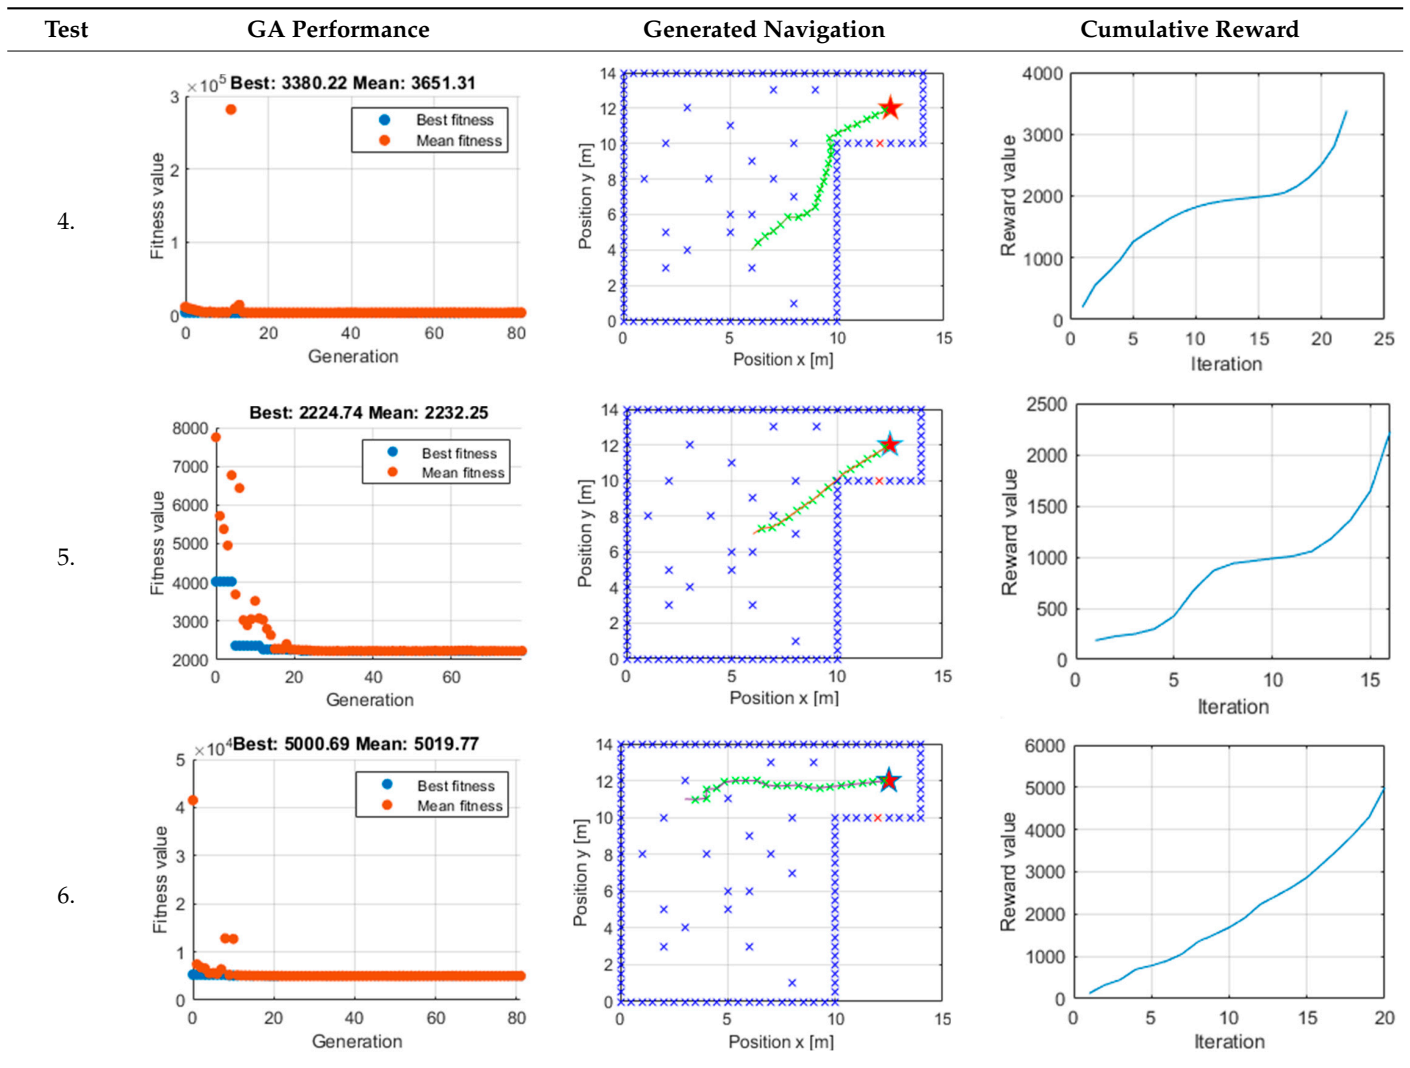 Test GA Performance Generated Navigation Cumulative Reward
4.
×10^5 Best: 3380.22 Mean: 3651.31
3
2
1
0
Fitness value
Best fitness
Mean fitness
0 20 40 60 80
Generation
14
12
10
8
6
4
2
0
Position y [m]
0 5 10 15
Position x [m]
4000
3000
2000
1000
0
Reward value
0 5 10 15 20 25
Iteration
5.
Best: 2224.74 Mean: 2232.25
8000
7000
6000
5000
4000
3000
2000
Fitness value
Best fitness
Mean fitness
20 40 60
Generation
14
12
10
8
6
4
2
0
Position y [m]
0 5 10 15
Position x [m]
2500
2000
1500
1000
500
0
Reward value
0 5 10 15
Iteration
6.
×10^4 Best: 5000.69 Mean: 5019.77
5
4
3
2
1
0
Fitness value
Best fitness
Mean fitness
0 20 40 60 80
Generation
14
12
10
8
6
4
2
0
Position y [m]
0 5 10 15
Position x [m]
6000
5000
4000
3000
2000
1000
0
Reward value
0 5 10 15 20
Iteration